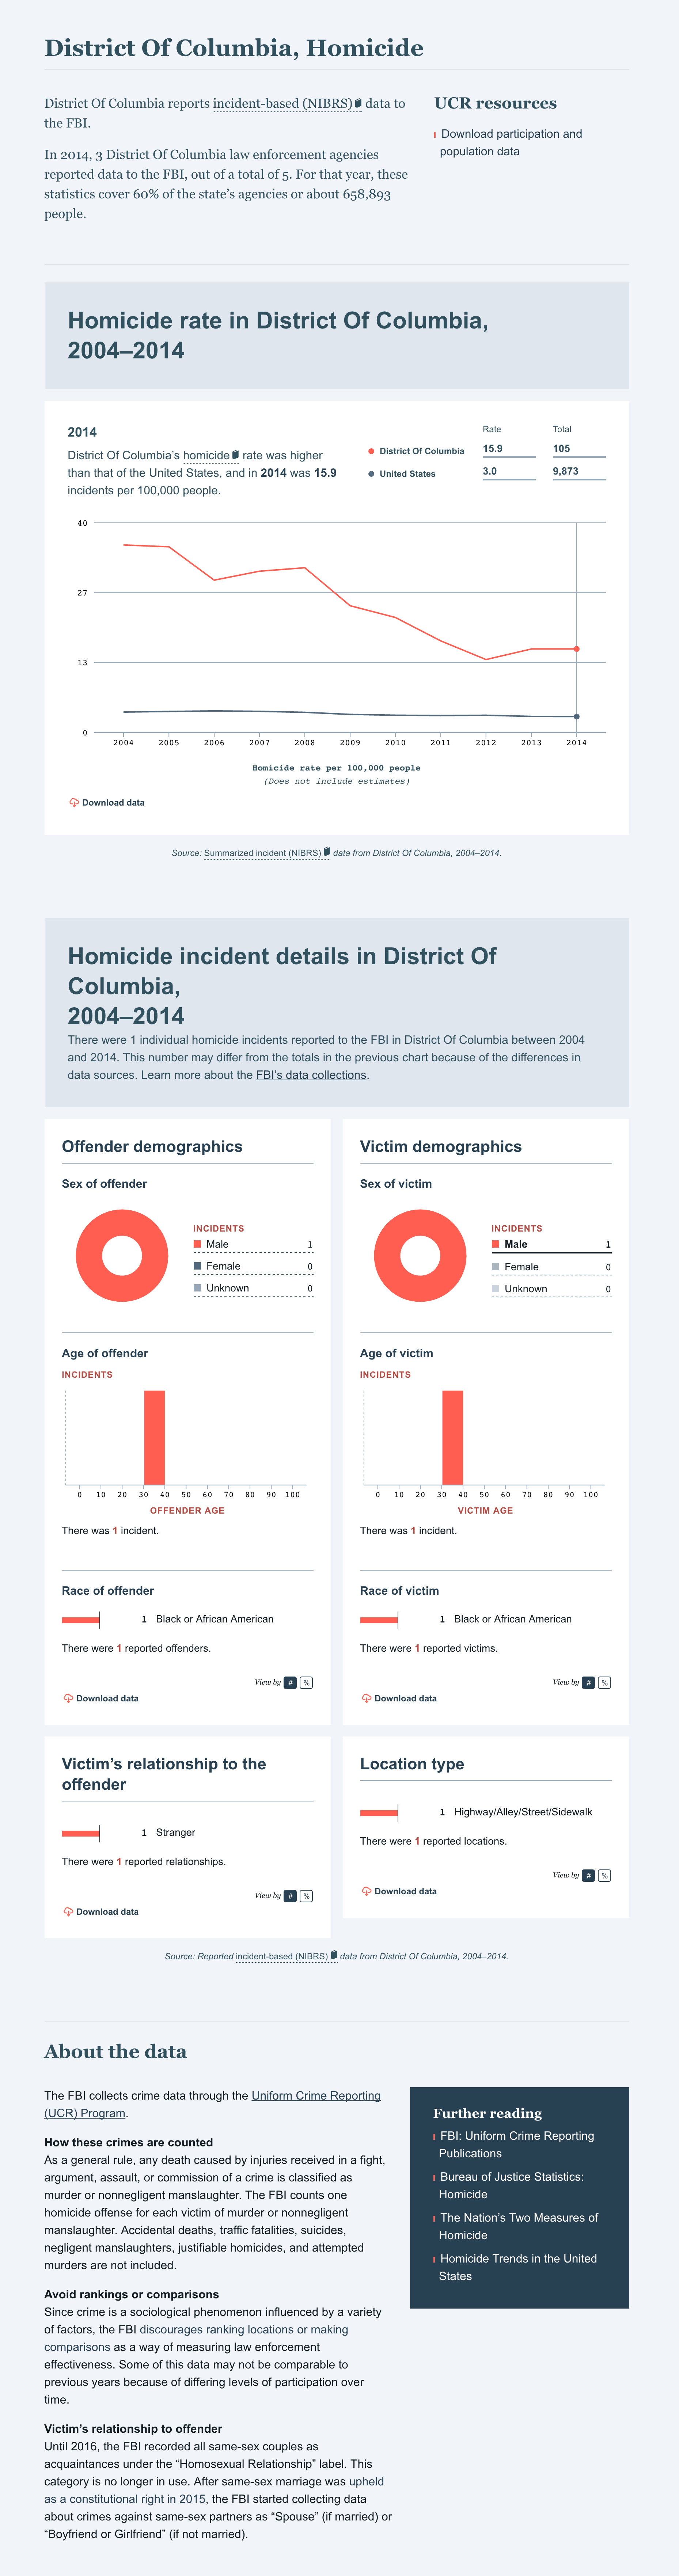 District Of Columbia, Homicide
District Of Columbia reports incident-based (NIBRS) data to
the FBI.
In 2014, 3 District Of Columbia law enforcement agencies
reported data to the FBI, out of a total of 5. For that year, these
statistics cover 60% of the state’s agencies or about 658,893
people.
UCR resources
Download participation and
population data
Homicide rate in District Of Columbia,
2004–2014
2014
District Of Columbia’s homicide rate was higher
than that of the United States, and in 2014 was 15.9
incidents per 100,000 people.
Rate Total
District Of Columbia 15.9 105
United States 3.0 9,873
40
27
13
0
2004 2005 2006 2007 2008 2009 2010 2011 2012 2013 2014
Homicide rate per 100,000 people
(Does not include estimates)
Download data
Source: Summarized incident (NIBRS) data from District Of Columbia, 2004–2014.
Homicide incident details in District Of
Columbia,
2004–2014
There were 1 individual homicide incidents reported to the FBI in District Of Columbia between 2004
and 2014. This number may differ from the totals in the previous chart because of the differences in
data sources. Learn more about the FBI’s data collections.
Offender demographics
Sex of offender
INCIDENTS
Male 1
Female 0
Unknown 0
Age of offender
INCIDENTS
0 10 20 30 40 50 60 70 80 90 100
OFFENDER AGE
There was 1 incident.
Race of offender
1 Black or African American
There were 1 reported offenders.
View by # %
Download data
Victim demographics
Sex of victim
INCIDENTS
Male 1
Female 0
Unknown 0
Age of victim
INCIDENTS
0 10 20 30 40 50 60 70 80 90 100
VICTIM AGE
There was 1 incident.
Race of victim
1 Black or African American
There were 1 reported victims.
View by # %
Download data
Victim’s relationship to the
offender
1 Stranger
There were 1 reported relationships.
View by # %
Download data
Location type
1 Highway/Alley/Street/Sidewalk
There were 1 reported locations.
View by # %
Download data
Source: Reported incident-based (NIBRS) data from District Of Columbia, 2004–2014.
About the data
The FBI collects crime data through the Uniform Crime Reporting
(UCR) Program.
How these crimes are counted
As a general rule, any death caused by injuries received in a fight,
argument, assault, or commission of a crime is classified as
murder or nonnegligent manslaughter. The FBI counts one
homicide offense for each victim of murder or nonnegligent
manslaughter. Accidental deaths, traffic fatalities, suicides,
negligent manslaughters, justifiable homicides, and attempted
murders are not included.
Avoid rankings or comparisons
Since crime is a sociological phenomenon influenced by a variety
of factors, the FBI discourages ranking locations or making
comparisons as a way of measuring law enforcement
effectiveness. Some of this data may not be comparable to
previous years because of differing levels of participation over
time.
Victim’s relationship to offender
Until 2016, the FBI recorded all same-sex couples as
acquaintances under the “Homosexual Relationship” label. This
category is no longer in use. After same-sex marriage was upheld
as a constitutional right in 2015, the FBI started collecting data
about crimes against same-sex partners as “Spouse” (if married) or
“Boyfriend or Girlfriend” (if not married).
Further reading
FBI: Uniform Crime Reporting
Publications
Bureau of Justice Statistics:
Homicide
The Nation’s Two Measures of
Homicide
Homicide Trends in the United
States